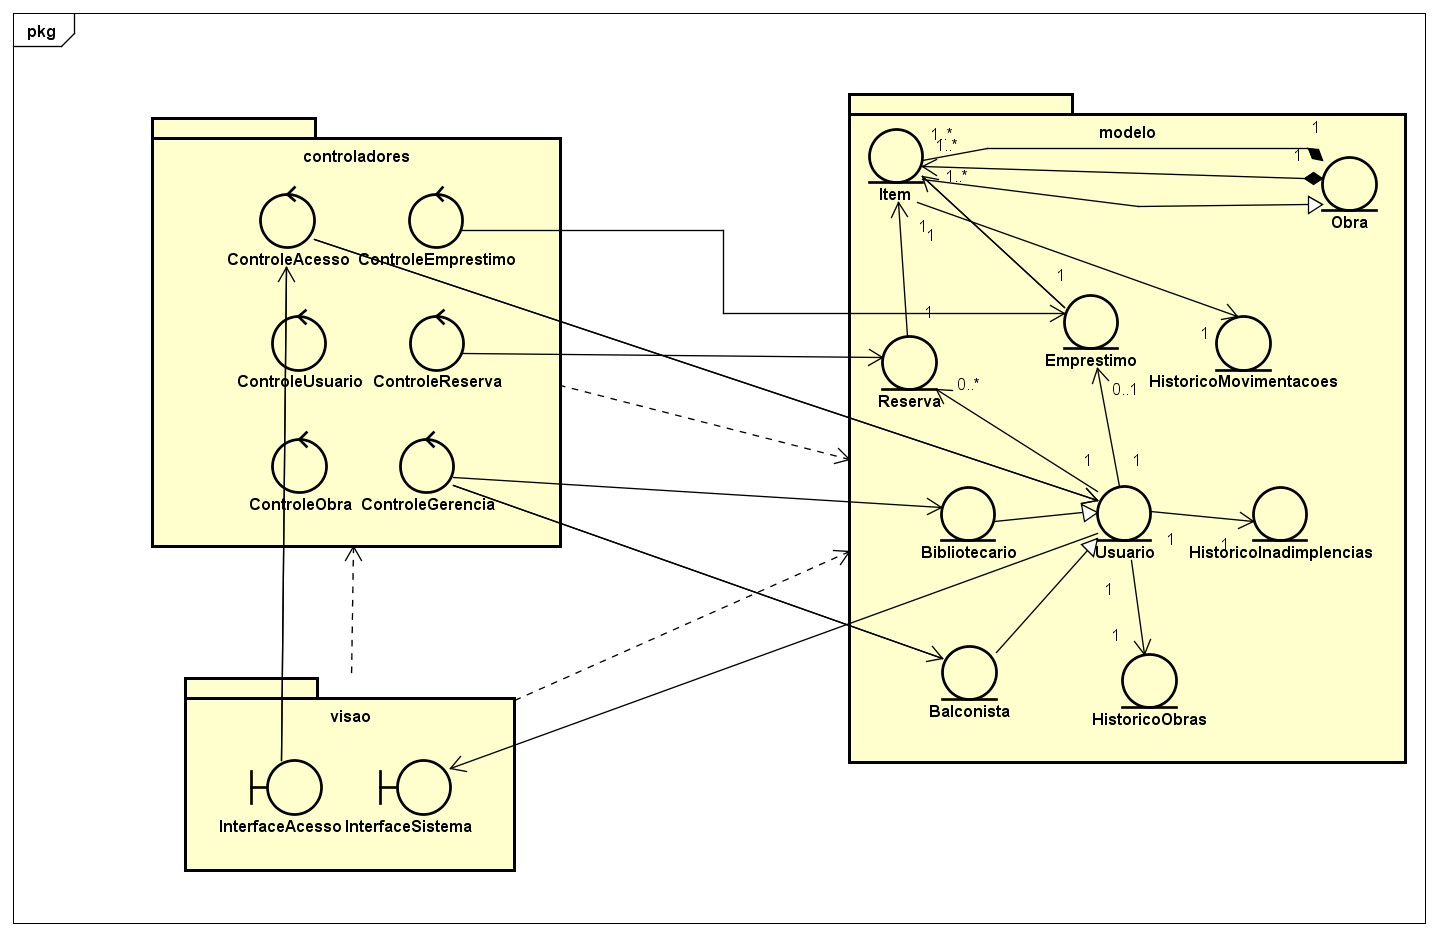 pkg
controladores
ControleAcesso
ControleEmprestimo
ControleUsuario
ControleReserva
ControleObra
ControleGerencia
visao
InterfaceAcesso
InterfaceSistema
modelo
1..*
1
1..*
1
1..*
Item
Obra
1
1
1
1
1
Emprestimo
HistoricoMovimentacoes
Reserva
0..*
0..1
1
1
Bibliotecario
Usuario
HistoricoInadimplencias
1
1
1
1
Balconista
HistoricoObras